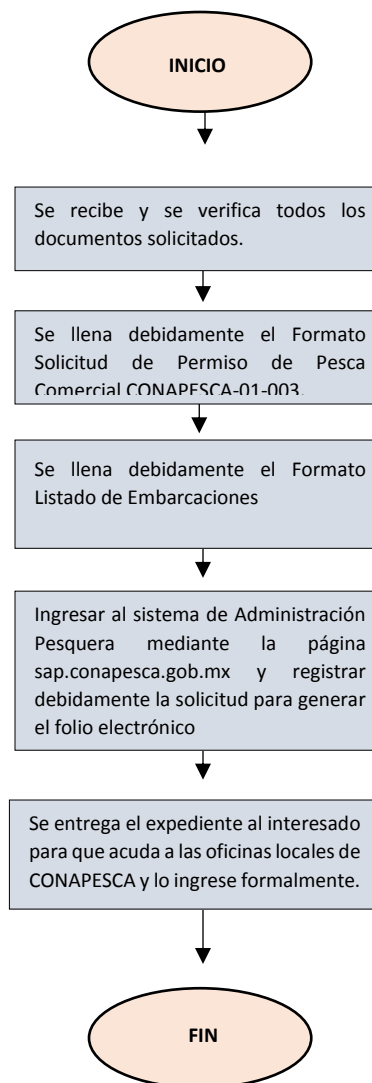 INICIO
Se recibe y se verifica todos los
documentos solicitados.
Se llena debidamente el Formato
Solicitud de Permiso de Pesca
Comercial CONAPESCA-01-003.
Se llena debidamente el Formato
Listado de Embarcaciones
Ingresar al sistema de Administración
Pesquera mediante la página
sap.conapesca.gob.mx y registrar
debidamente la solicitud para generar
el folio electrónico
Se entrega el expediente al interesado
para que acuda a las oficinas locales de
CONAPESCA y lo ingrese formalmente.
FIN